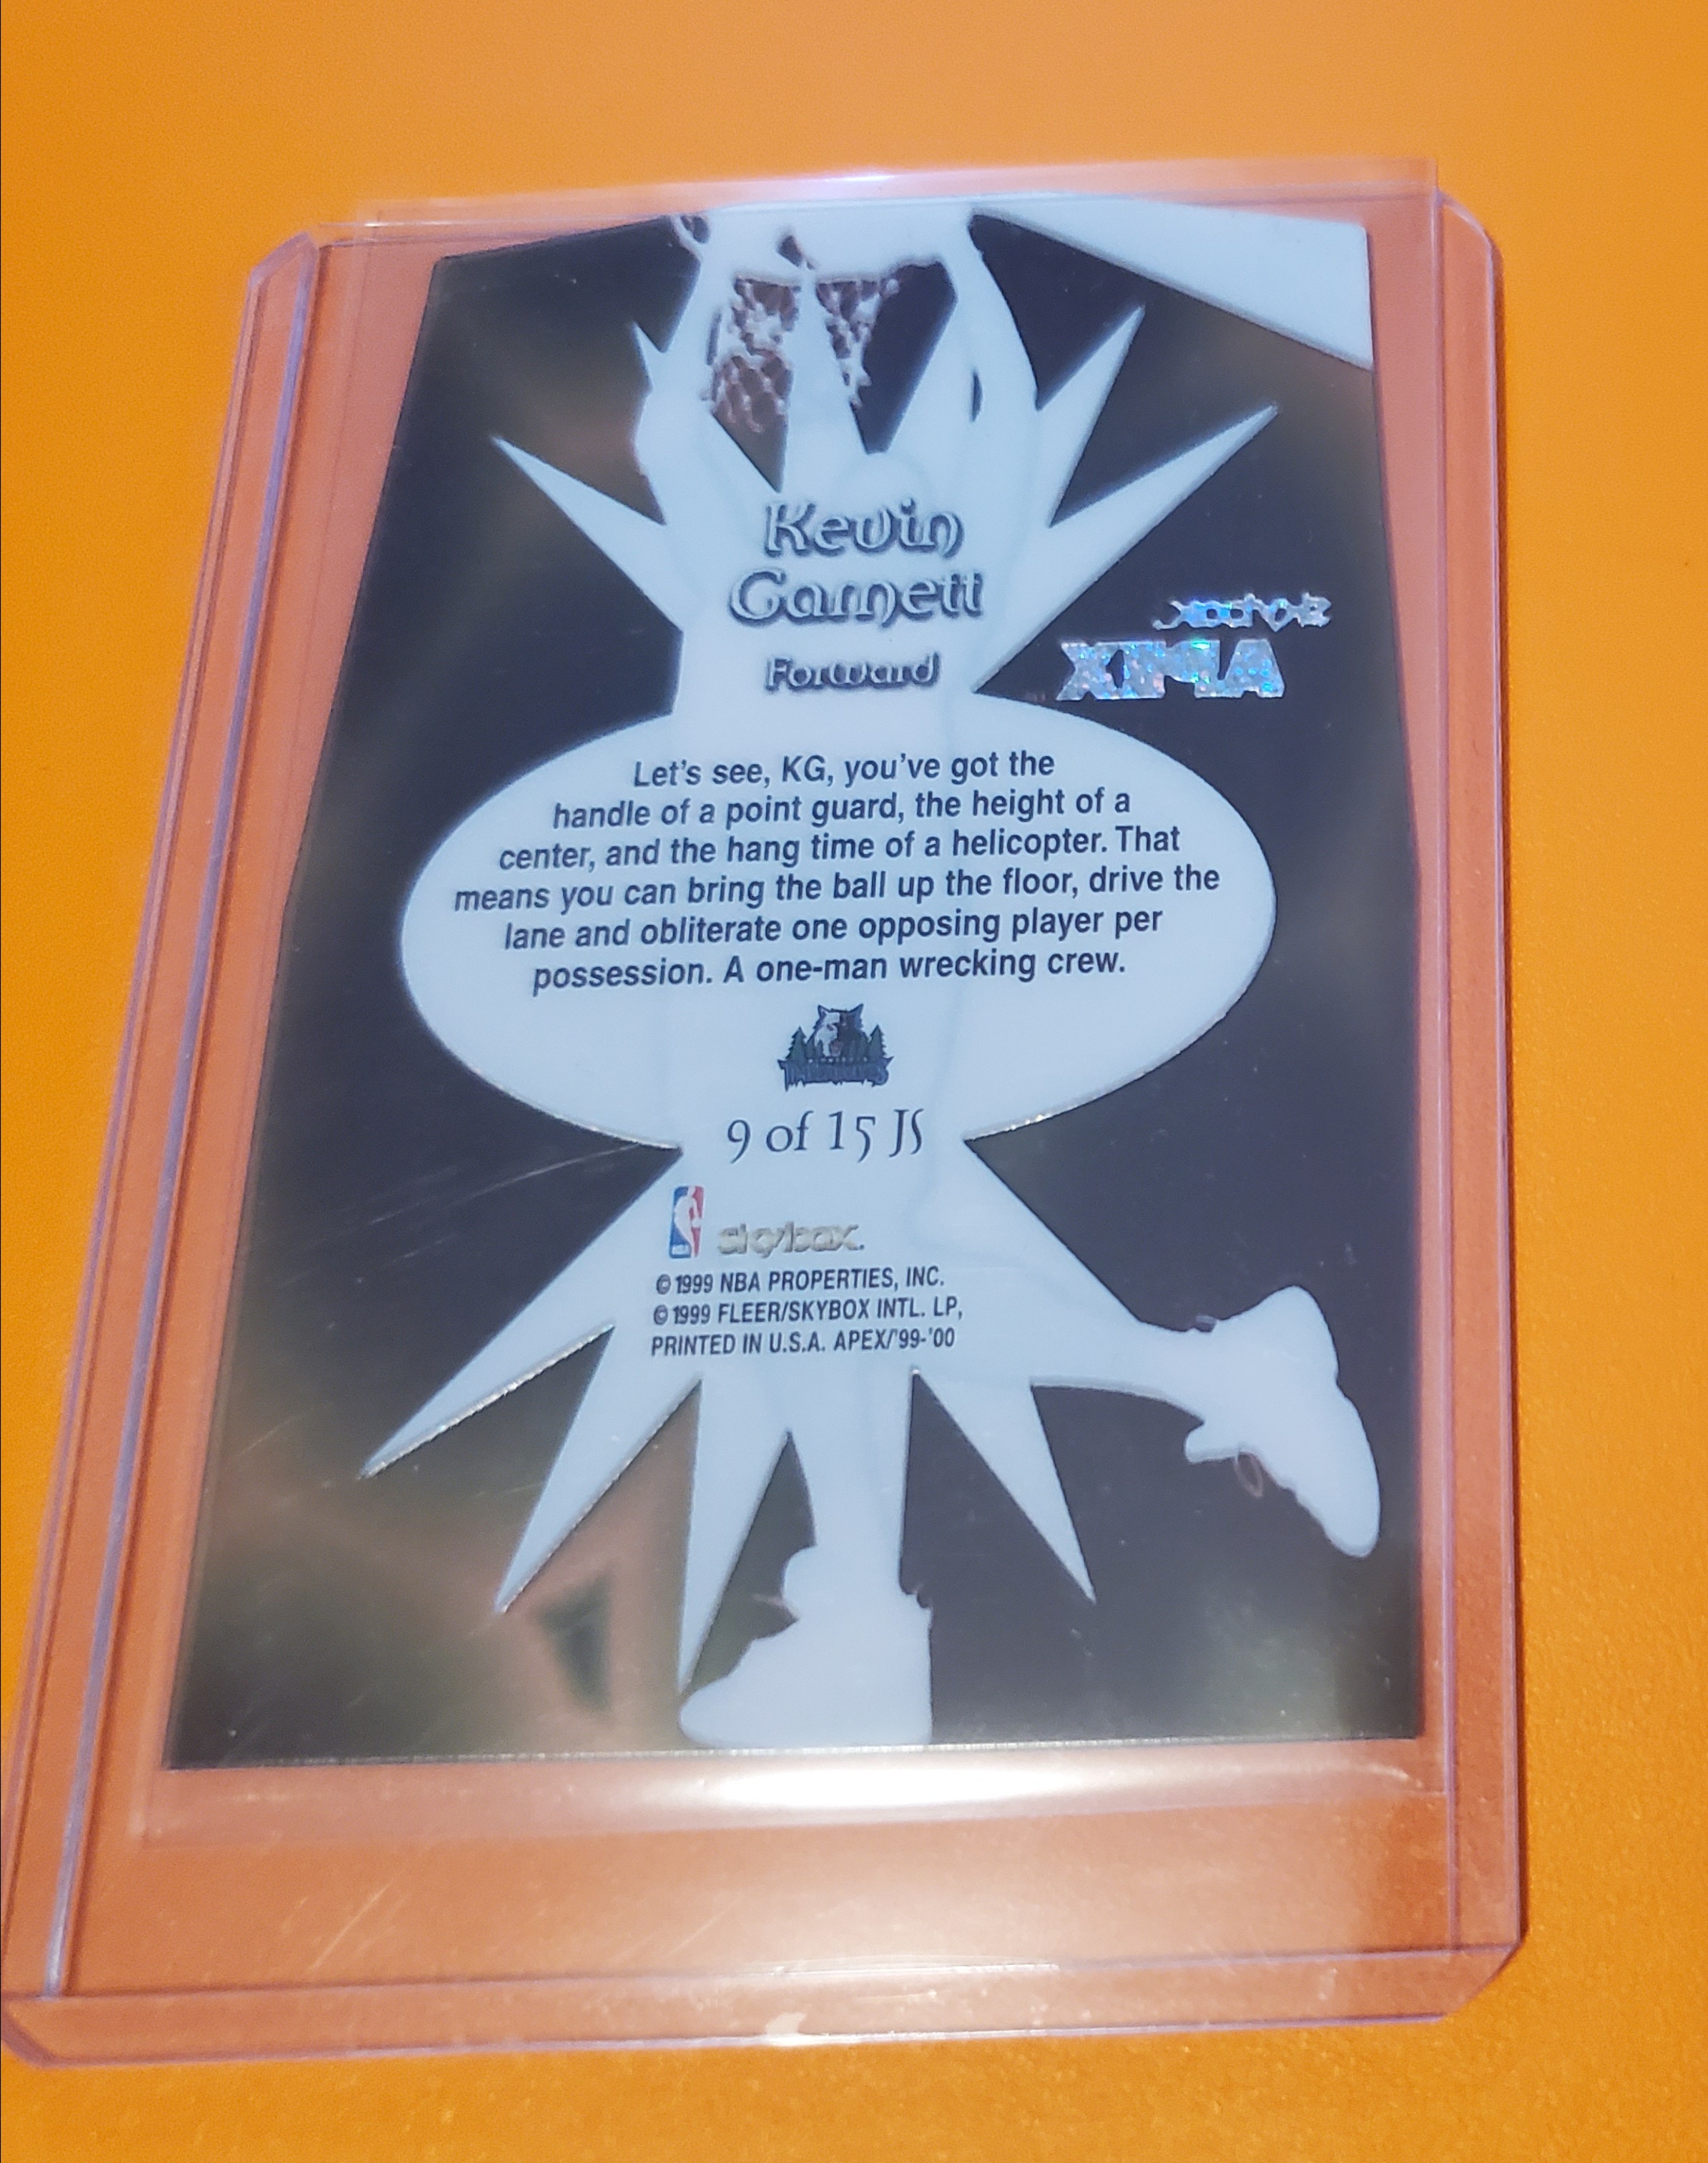 Kevin
Garnett
Forward
skybox
APEX
Let's see, KG, you've got the
handle of a point guard, the height of a
center, and the hang time of a helicopter. That
means you can bring the ball up the floor, drive the
lane and obliterate one opposing player per
possession. A one-man wrecking crew.
TIMBERWOLVES
9 of 15 JS
NBA
skybox.
© 1999 NBA PROPERTIES, INC.
© 1999 FLEER/SKYBOX INTL. LP,
PRINTED IN U.S.A. APEX/'99-'00